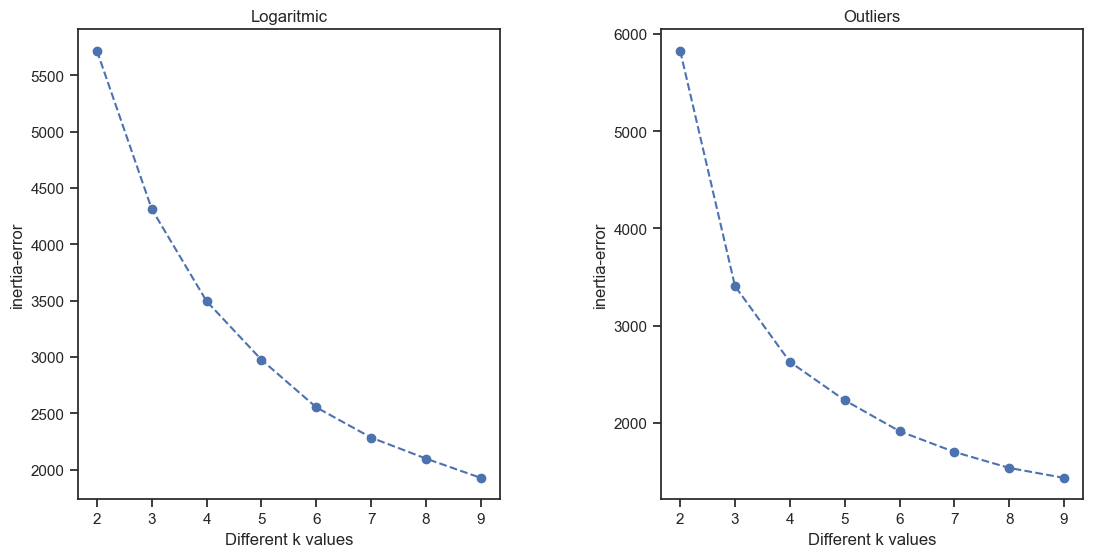 Logaritmic
5500
5000
4500
4000
3500
3000
2500
2000
inertia-error
2 3 4 5 6 7 8 9
Different k values
Outliers
6000
5000
4000
3000
2000
inertia-error
2 3 4 5 6 7 8 9
Different k values